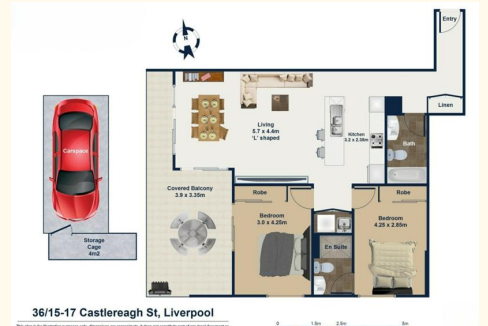 Entry
N
Linen
Living
5.7 x 4.4m
'L' shaped
Kitchen
3.2 x 2.38m
Bath
Carspace
Covered Balcony
3.9 x 3.35m
Robe
Robe
Bedroom
3.0 x 4.25m
Bedroom
4.25 x 2.89m
En Suite
Storage
Cage
4m2
36/15-17 Castlereagh St, Liverpool
0 1.5m 2.5m 5m